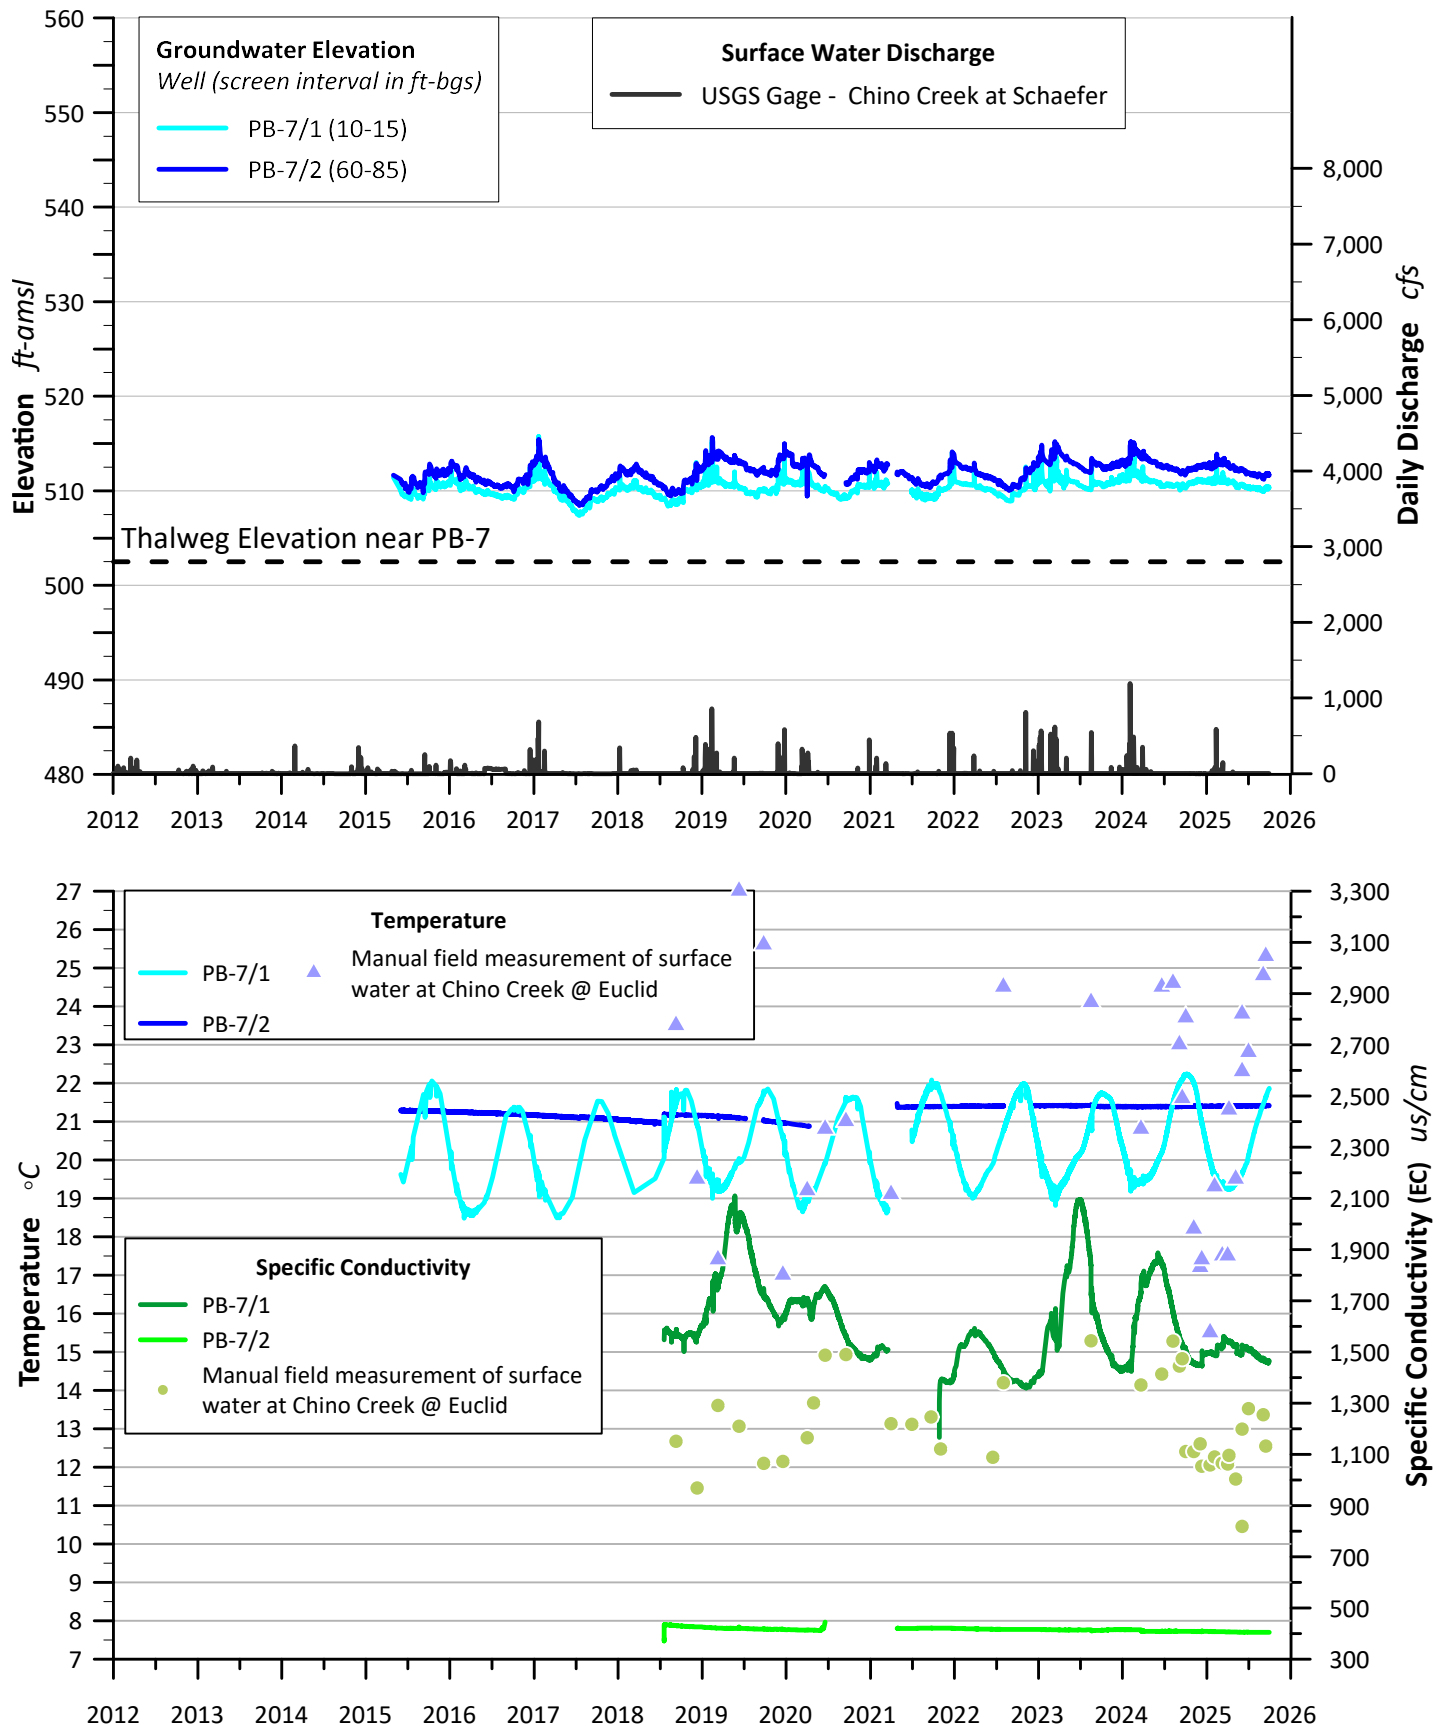 560
550
540
530
520
510
500
490
480
Elevation ft-amsl
Groundwater Elevation
Well (screen interval in ft-bgs)
PB-7/1 (10-15)
PB-7/2 (60-85)
Surface Water Discharge
USGS Gage - Chino Creek at Schaefer
8,000
7,000
6,000
5,000
4,000
3,000
2,000
1,000
0
Daily Discharge cfs
Thalweg Elevation near PB-7
2012 2013 2014 2015 2016 2017 2018 2019 2020 2021 2022 2023 2024 2025 2026
27
26
25
24
23
22
21
20
19
18
17
16
15
14
13
12
11
10
9
8
7
Temperature °C
Temperature
PB-7/1
Manual field measurement of surface
water at Chino Creek @ Euclid
PB-7/2
Specific Conductivity
PB-7/1
PB-7/2
Manual field measurement of surface
water at Chino Creek @ Euclid
3,300
3,100
2,900
2,700
2,500
2,300
2,100
1,900
1,700
1,500
1,300
1,100
900
700
500
300
Specific Conductivity (EC) us/cm
2012 2013 2014 2015 2016 2017 2018 2019 2020 2021 2022 2023 2024 2025 2026